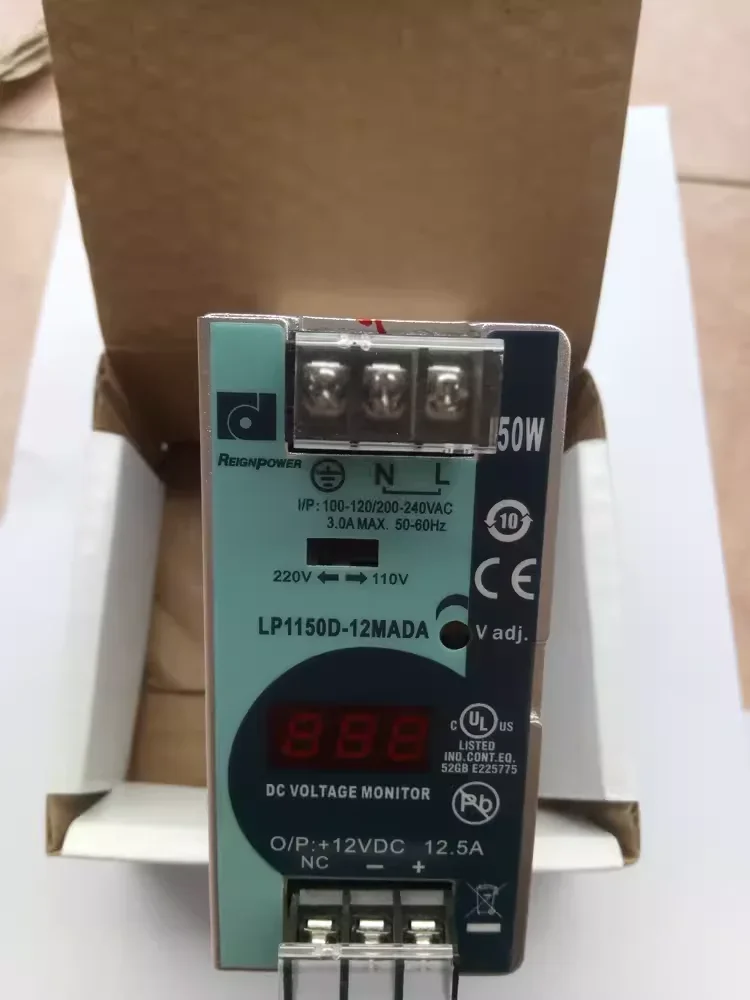 50W
REIGNPOWER
N L
I/P: 100-120/200-240VAC
3.0A MAX. 50-60Hz
10
220V 110V
CE
LP1150D-12MADA
V adj.
888
C UL US
LISTED
IND.CONT.EQ.
52GB E225775
DC VOLTAGE MONITOR
Pb
O/P:+12VDC 12.5A
NC − +